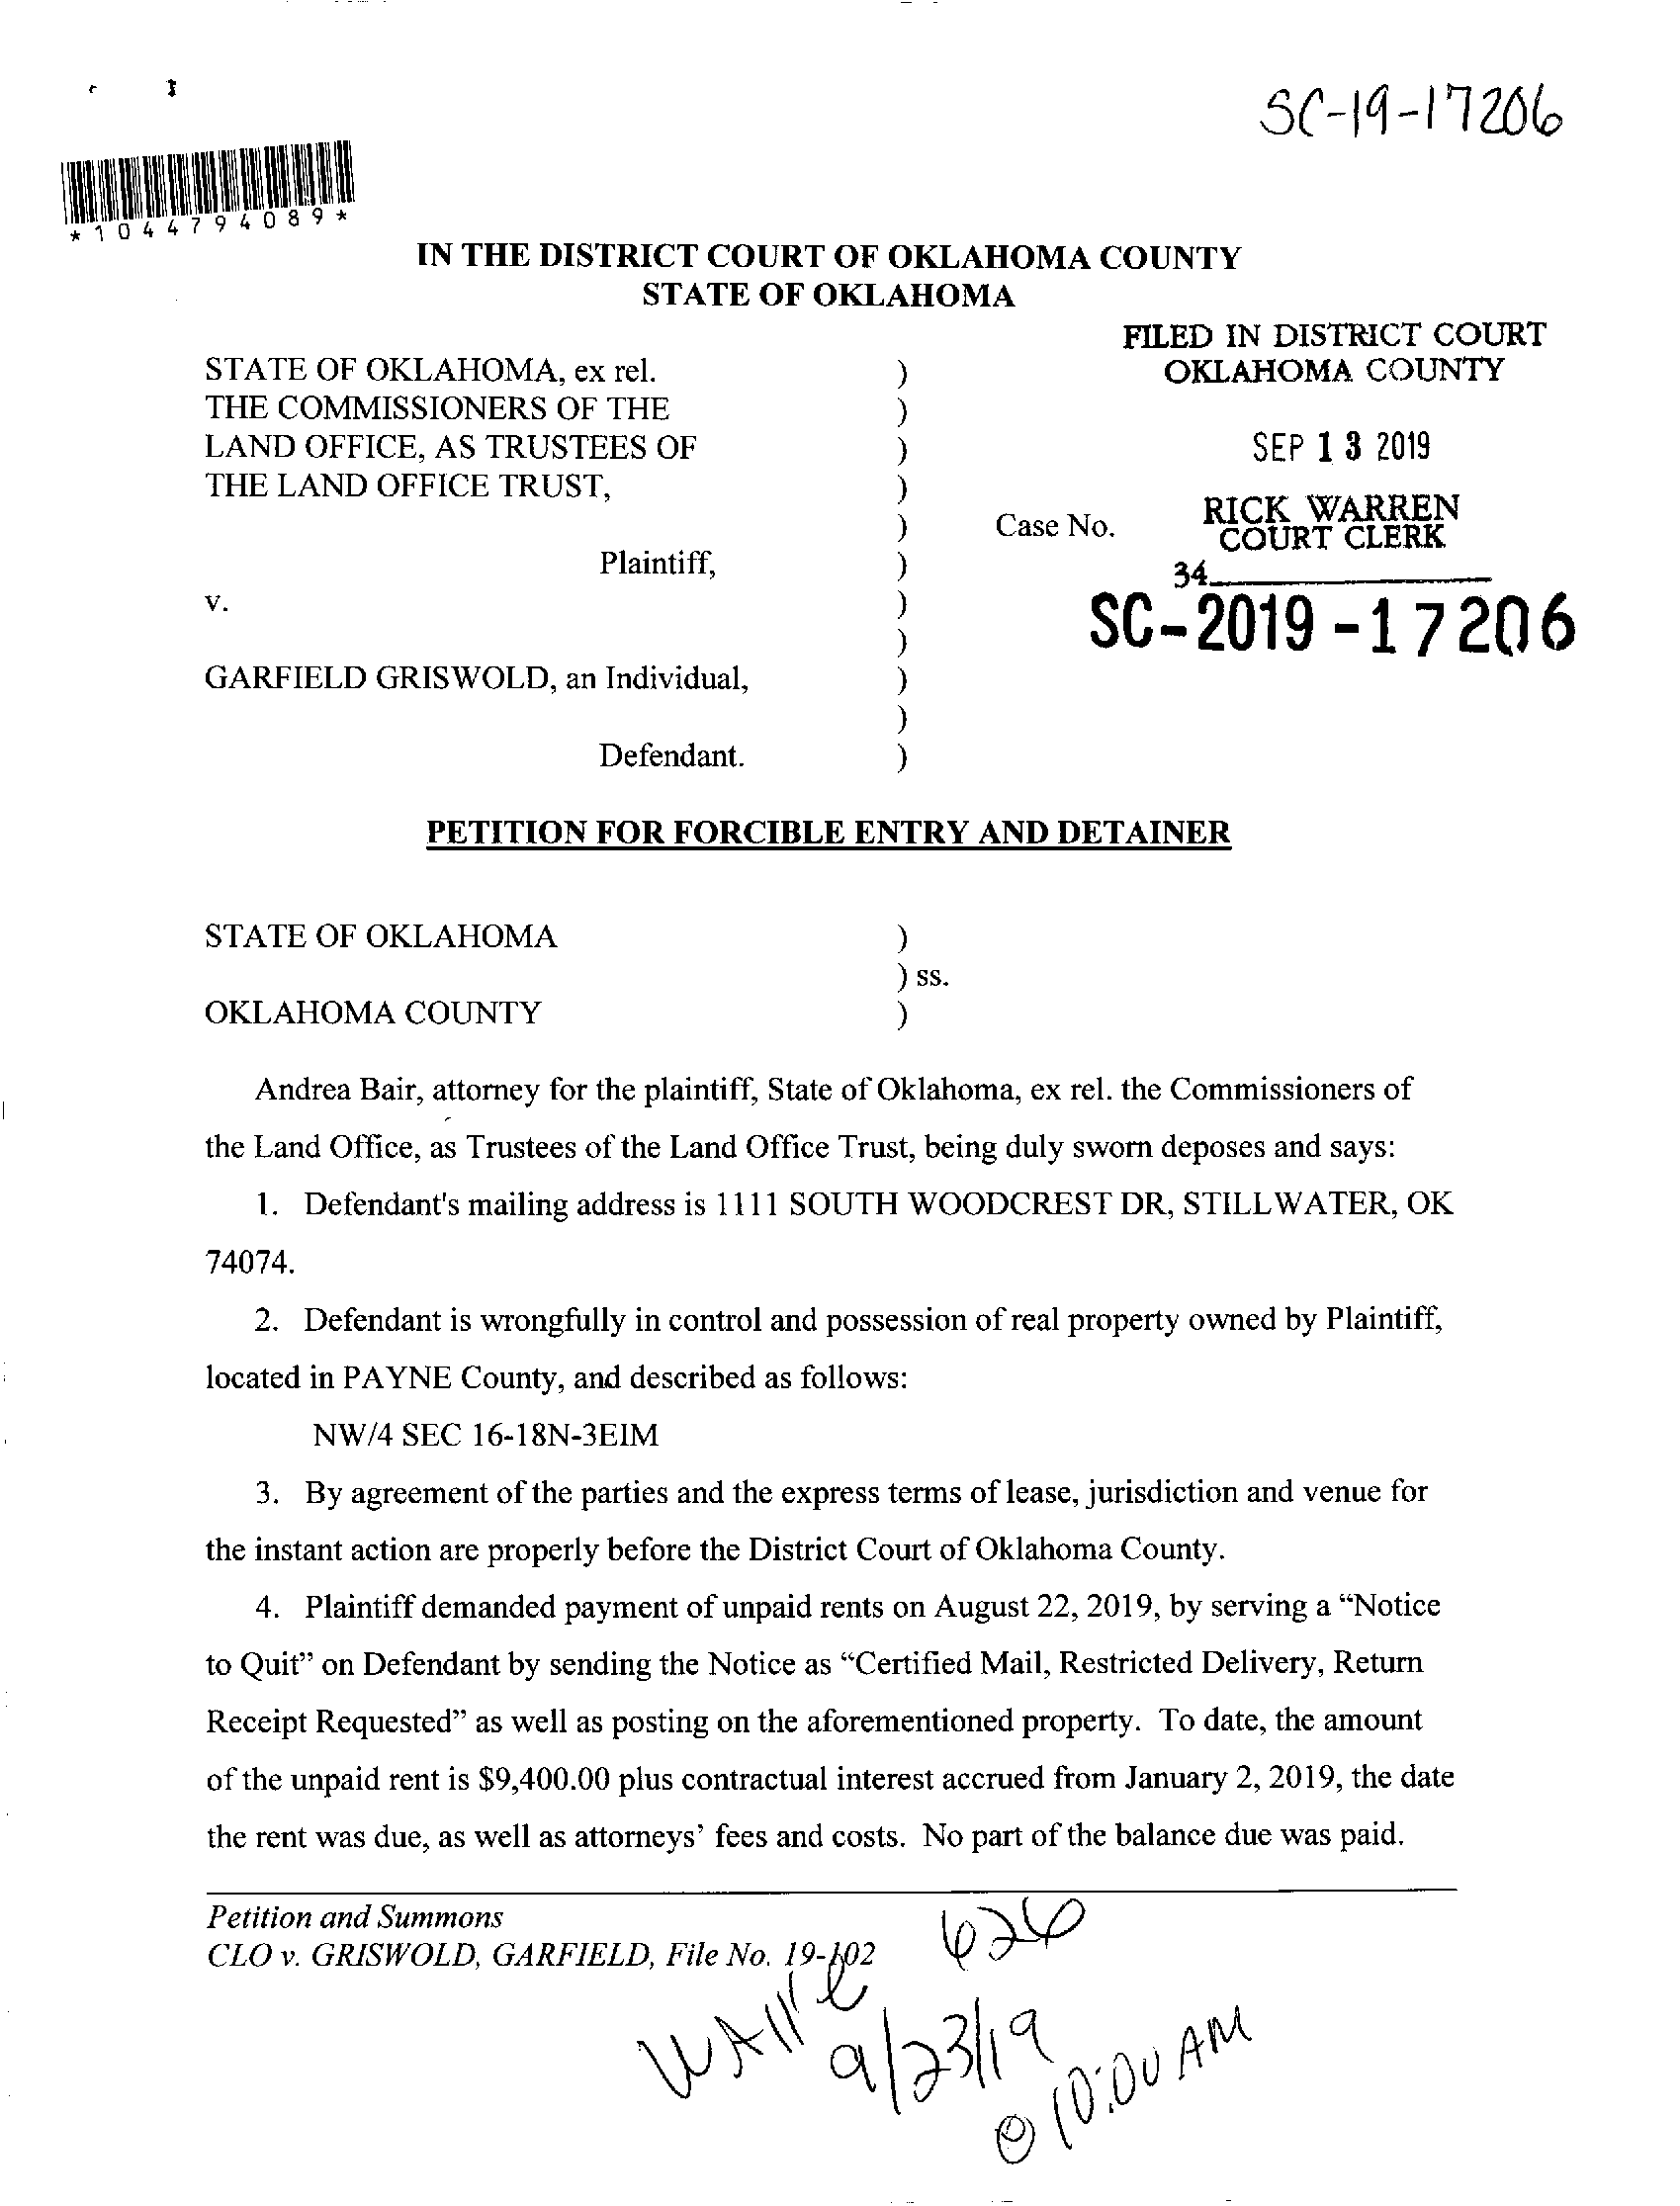 SC-19-17206
*1044794089*
IN THE DISTRICT COURT OF OKLAHOMA COUNTY
STATE OF OKLAHOMA
FILED IN DISTRICT COURT
OKLAHOMA COUNTY
SEP 13 2019
RICK WARREN
COURT CLERK
34
STATE OF OKLAHOMA, ex rel. )
THE COMMISSIONERS OF THE )
LAND OFFICE, AS TRUSTEES OF )
THE LAND OFFICE TRUST, )
) Case No.
Plaintiff, )
v. )
SC-2019-17206
)
GARFIELD GRISWOLD, an Individual, )
)
Defendant. )
PETITION FOR FORCIBLE ENTRY AND DETAINER
STATE OF OKLAHOMA )
) ss.
OKLAHOMA COUNTY )
Andrea Bair, attorney for the plaintiff, State of Oklahoma, ex rel. the Commissioners of
the Land Office, as Trustees of the Land Office Trust, being duly sworn deposes and says:
1. Defendant's mailing address is 1111 SOUTH WOODCREST DR, STILLWATER, OK
74074.
2. Defendant is wrongfully in control and possession of real property owned by Plaintiff,
located in PAYNE County, and described as follows:
NW/4 SEC 16-18N-3EIM
3. By agreement of the parties and the express terms of lease, jurisdiction and venue for
the instant action are properly before the District Court of Oklahoma County.
4. Plaintiff demanded payment of unpaid rents on August 22, 2019, by serving a “Notice
to Quit” on Defendant by sending the Notice as “Certified Mail, Restricted Delivery, Return
Receipt Requested” as well as posting on the aforementioned property. To date, the amount
of the unpaid rent is $9,400.00 plus contractual interest accrued from January 2, 2019, the date
the rent was due, as well as attorneys’ fees and costs. No part of the balance due was paid.
Petition and Summons
CLO v. GRISWOLD, GARFIELD, File No. 19-102
626
9/23/19
@ 10:00 AM